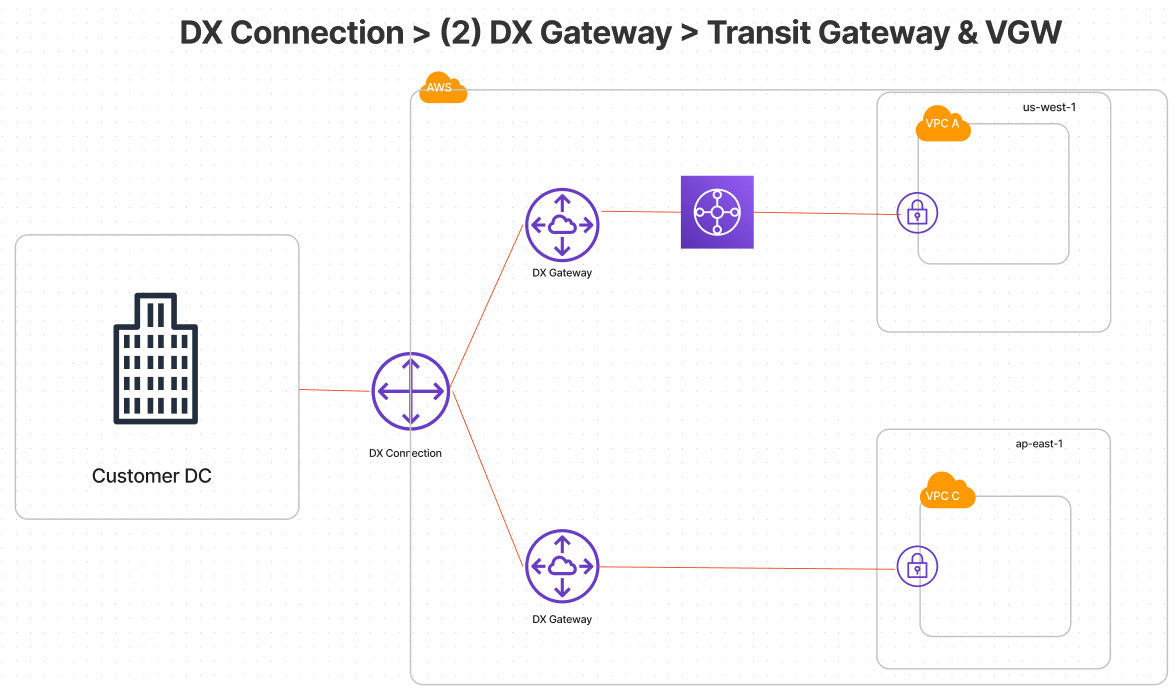 DX Connection > (2) DX Gateway > Transit Gateway & VGW
AWS
us-west-1
VPC A
DX Gateway
Customer DC
DX Connection
ap-east-1
VPC C
DX Gateway